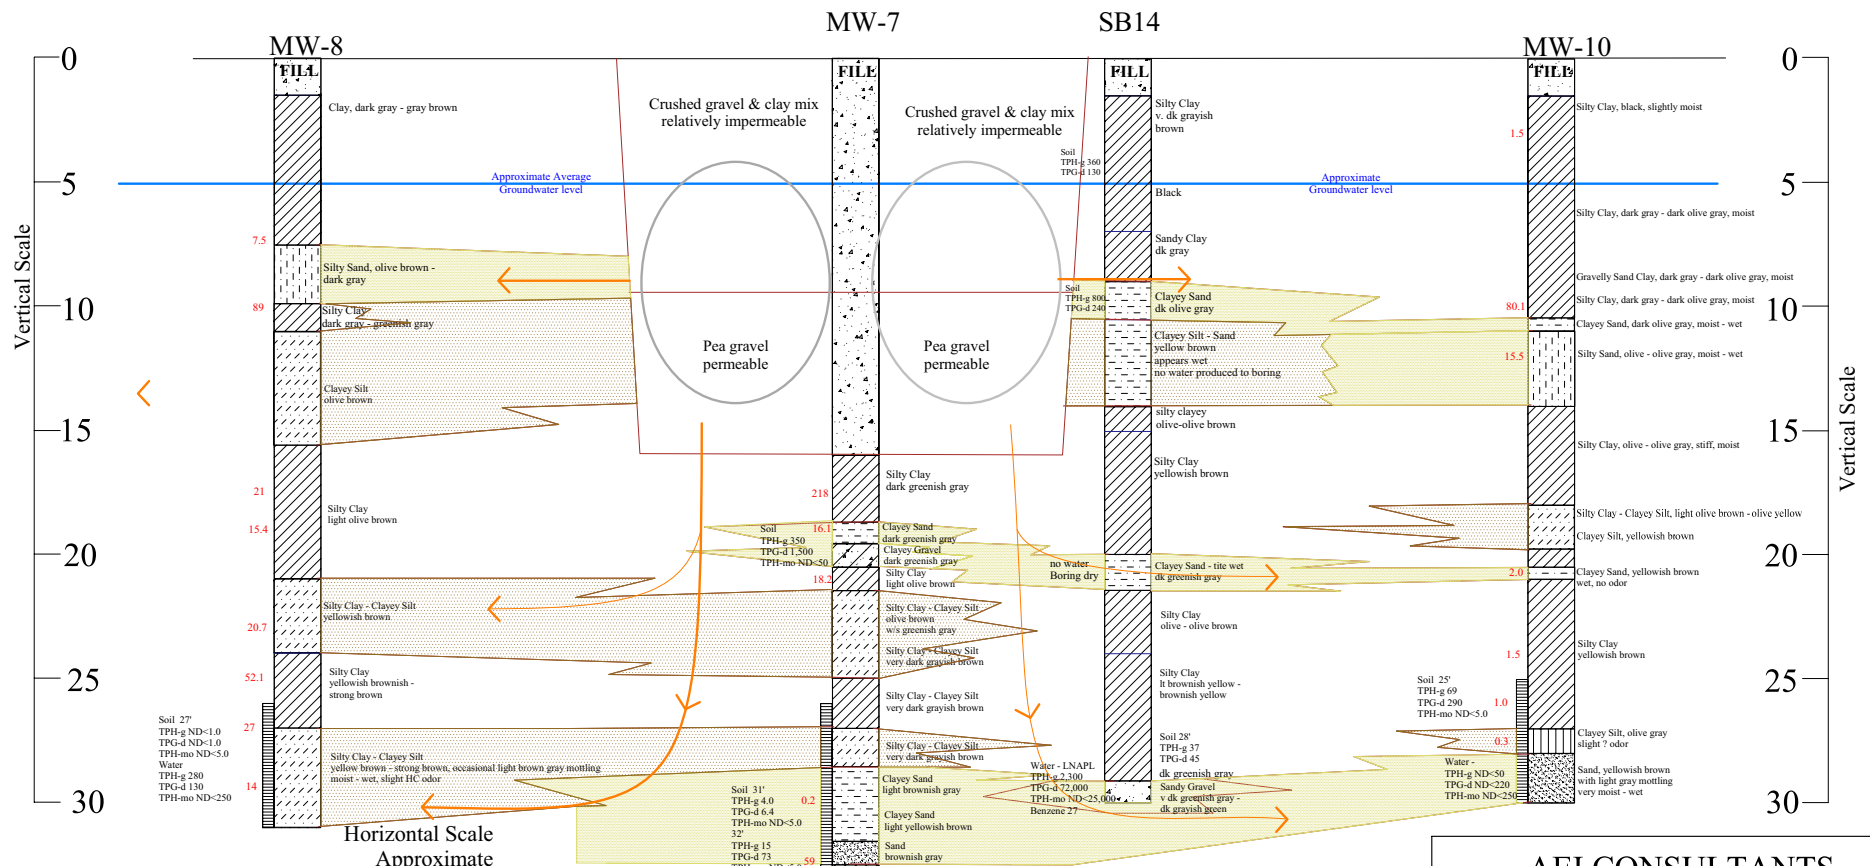 MW-7
SB14
MW-8
MW-10
0
5
10
15
20
25
30
Vertical Scale
FILL
Clay, dark gray - gray brown
7.5
Silty Sand, olive brown -
dark gray
89
Silty Clay
dark gray - greenish gray
Clayey Silt
olive brown
21
15.4
Silty Clay
light olive brown
Silty Clay - Clayey Silt
yellowish brown
20.7
52.1
Silty Clay
yellowish brownish -
strong brown
27
14
Soil 27'
TPH-g ND<1.0
TPG-d ND<1.0
TPH-mo ND<5.0
Water
TPH-g 280
TPG-d 130
TPH-mo ND<250
Silty Clay - Clayey Silt
yellow brown - strong brown, occasional light brown gray mottling
moist - wet, slight HC odor
Horizontal Scale
Approximate
Approximate Average
Groundwater level
Crushed gravel & clay mix
relatively impermeable
Pea gravel
permeable
FILL
Crushed gravel & clay mix
relatively impermeable
Pea gravel
permeable
218
16.1
18.2
Soil
TPH-g 350
TPG-d 1,500
TPH-mo ND<50
Silty Clay
dark greenish gray
Clayey Sand
dark greenish gray
Clayey Gravel
dark greenish gray
Silty Clay
light olive brown
Silty Clay - Clayey Silt
olive brown
w/s greenish gray
Silty Clay - Clayey Silt
very dark grayish brown
Silty Clay - Clayey Silt
very dark grayish brown
Silty Clay - Clayey Silt
very dark grayish brown
Clayey Sand
light brownish gray
Clayey Sand
light yellowish brown
Sand
brownish gray
Soil 31'
TPH-g 4.0
TPG-d 6.4
TPH-mo ND<5.0
32'
TPH-g 15
TPG-d 73
0.2
59
Soil
TPH-g 360
TPG-d 130
Soil
TPH-g 800
TPG-d 240
FILL
Silty Clay
v. dk grayish
brown
Black
Sandy Clay
dk gray
Clayey Sand
dk olive gray
Clayey Silt - Sand
yellow brown
appears wet
no water produced to boring
silty clayey
olive-olive brown
Silty Clay
yellowish brown
no water
Boring dry
Clayey Sand - tite wet
dk greenish gray
Silty Clay
olive - olive brown
Silty Clay
lt brownish yellow -
brownish yellow
Soil 28'
TPH-g 37
TPG-d 45
dk greenish gray
Sandy Gravel
v dk greenish gray -
dk grayish green
Water - LNAPL
TPH-g 2,300
TPG-d 72,000
TPH-mo ND<25,000
Benzene 27
Approximate
Groundwater level
FILL
1.5
80.1
15.5
2.0
1.5
1.0
0.3
Silty Clay, black, slightly moist
Silty Clay, dark gray - dark olive gray, moist
Gravelly Sand Clay, dark gray - dark olive gray, moist
Silty Clay, dark gray - dark olive gray, moist
Clayey Sand, dark olive gray, moist - wet
Silty Sand, olive - olive gray, moist - wet
Silty Clay, olive - olive gray, stiff, moist
Silty Clay - Clayey Silt, light olive brown - olive yellow
Clayey Silt, yellowish brown
Clayey Sand, yellowish brown
wet, no odor
Silty Clay
yellowish brown
Soil 25'
TPH-g 69
TPG-d 290
TPH-mo ND<5.0
Clayey Silt, olive gray
slight ? odor
Water -
TPH-g ND<50
TPG-d ND<220
TPH-mo ND<250
Sand, yellowish brown
with light gray mottling
very moist - wet
0
5
10
15
20
25
30
Vertical Scale
AEI CONSULTANTS